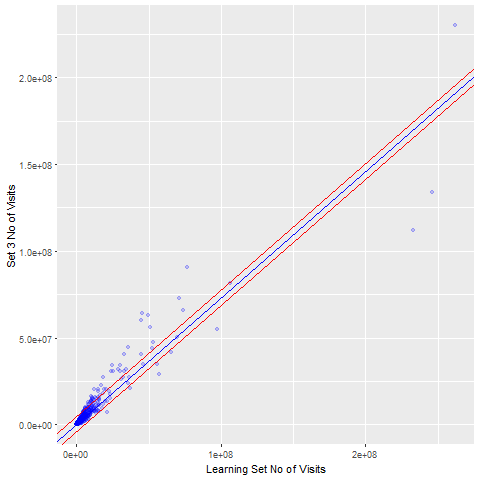 2.0e+08
1.5e+08
1.0e+08
5.0e+07
0.0e+00
Set 3 No of Visits
0e+00 1e+08 2e+08
Learning Set No of Visits